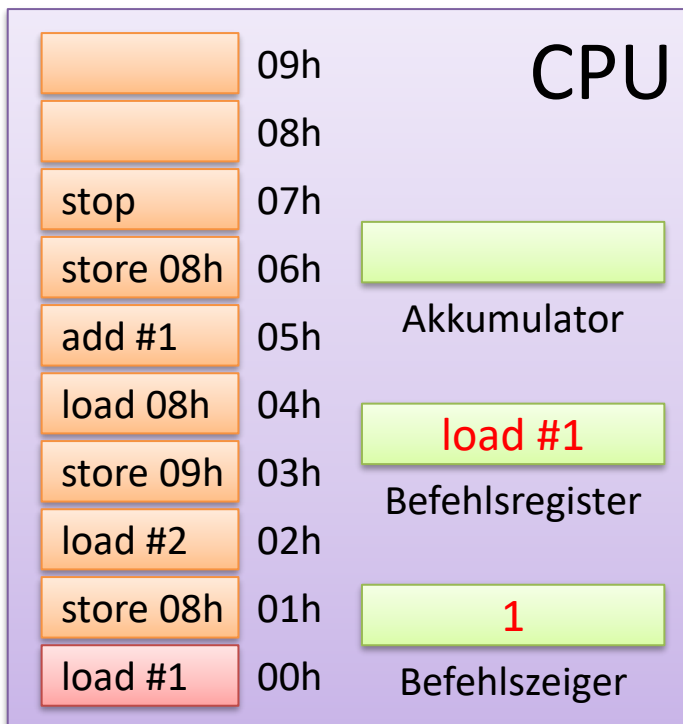 CPU
09h
08h
stop 07h
store 08h 06h
add #1 05h
load 08h 04h
store 09h 03h
load #2 02h
store 08h 01h
load #1 00h
Akkumulator
load #1
Befehlsregister
1
Befehlszeiger